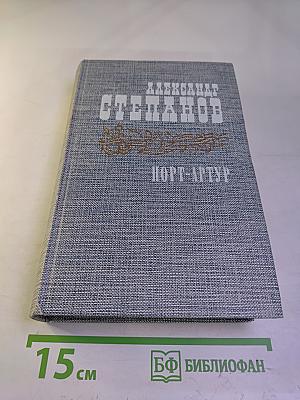 АЛЕКСАНДР
СТЕПАНОВ
ПОРТ-АРТУР
15 см
БФ БИБЛИОФАН